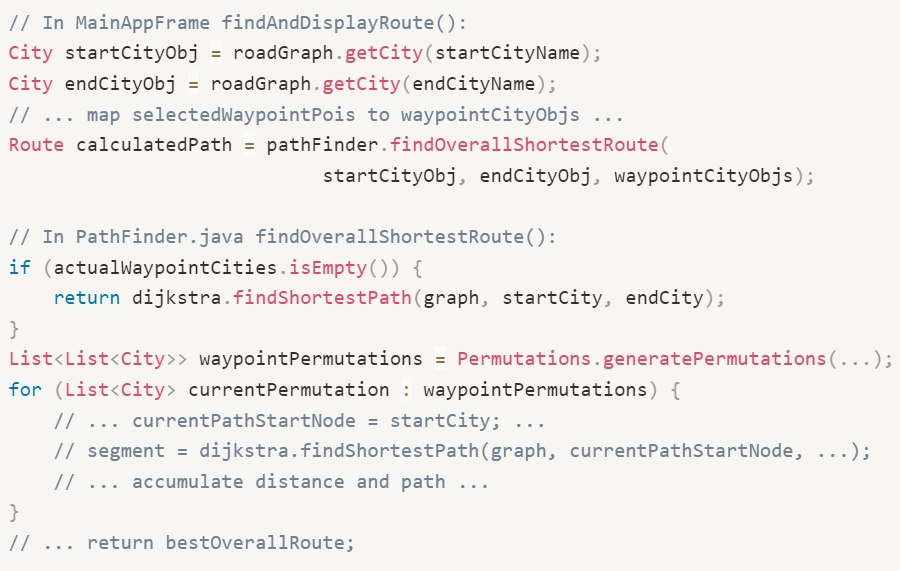 // In MainAppFrame findAndDisplayRoute():
City startCityObj = roadGraph.getCity(startCityName);
City endCityObj = roadGraph.getCity(endCityName);
// ... map selectedWaypointPois to waypointCityObjs ...
Route calculatedPath = pathFinder.findOverallShortestRoute(
                            startCityObj, endCityObj, waypointCityObjs);

// In PathFinder.java findOverallShortestRoute():
if (actualWaypointCities.isEmpty()) {
    return dijkstra.findShortestPath(graph, startCity, endCity);
}
List<List<City>> waypointPermutations = Permutations.generatePermutations(...);
for (List<City> currentPermutation : waypointPermutations) {
    // ... currentPathStartNode = startCity; ...
    // segment = dijkstra.findShortestPath(graph, currentPathStartNode, ...);
    // ... accumulate distance and path ...
}
// ... return bestOverallRoute;